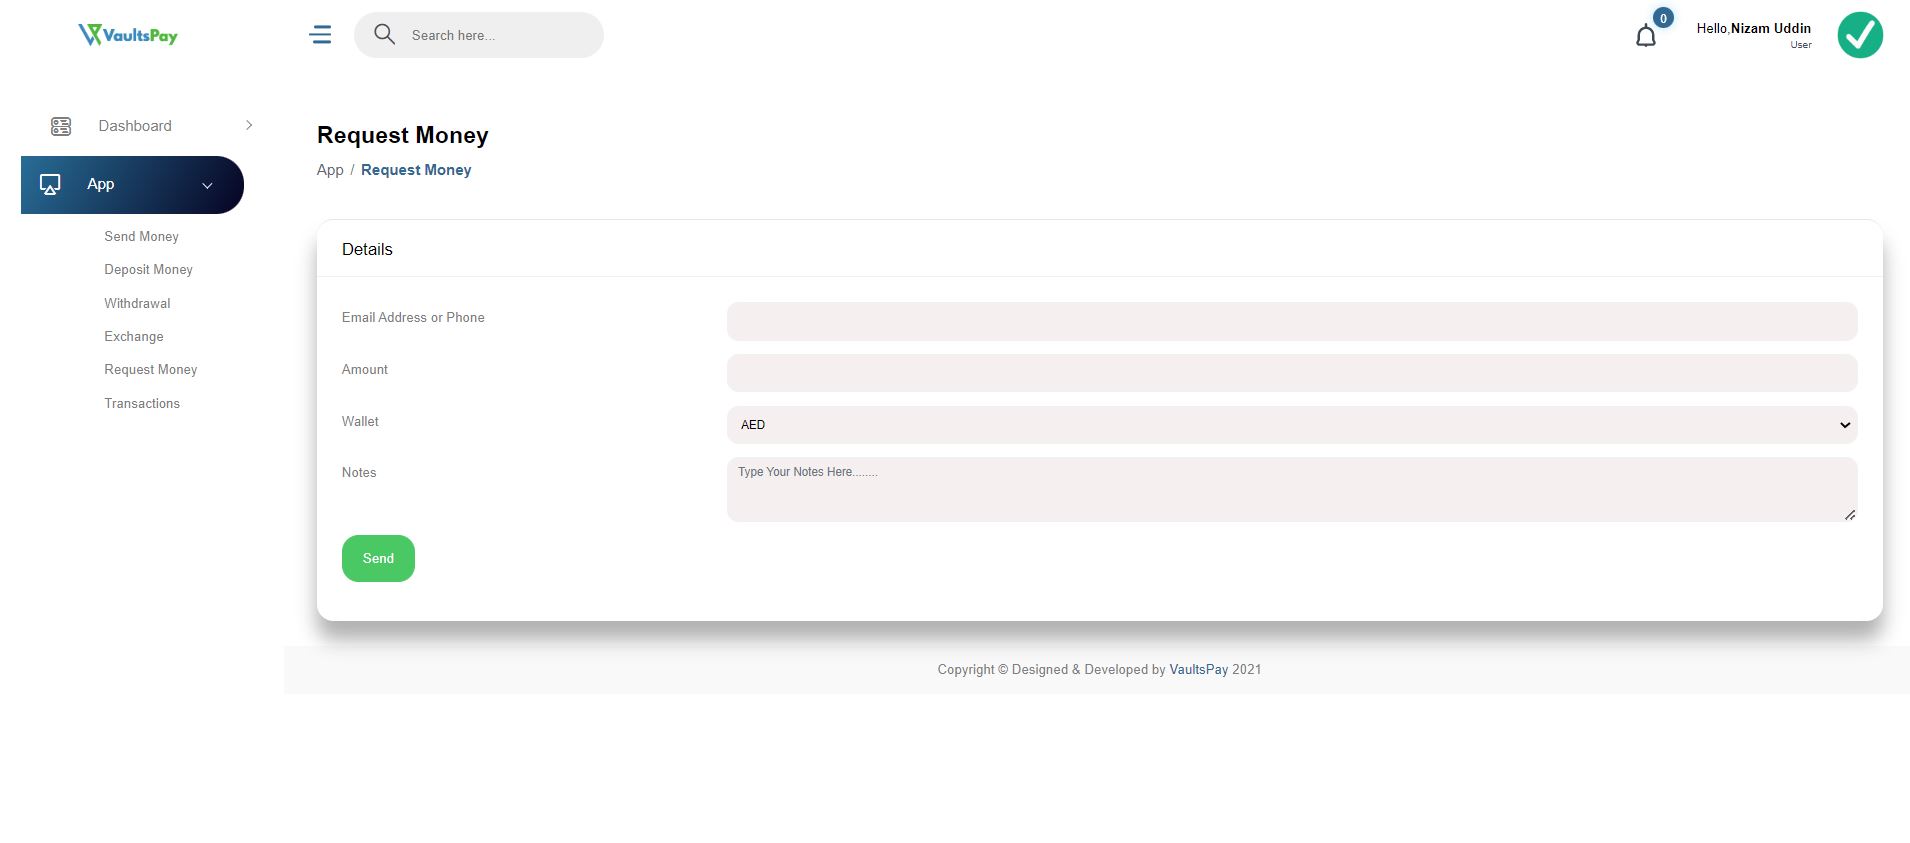 VaultsPay
Search here...
0
Hello,Nizam Uddin
User
Dashboard
App
Send Money
Deposit Money
Withdrawal
Exchange
Request Money
Transactions
Request Money
App / Request Money
Details
Email Address or Phone
Amount
Wallet
AED
Notes
Type Your Notes Here........
Send
Copyright © Designed & Developed by VaultsPay 2021